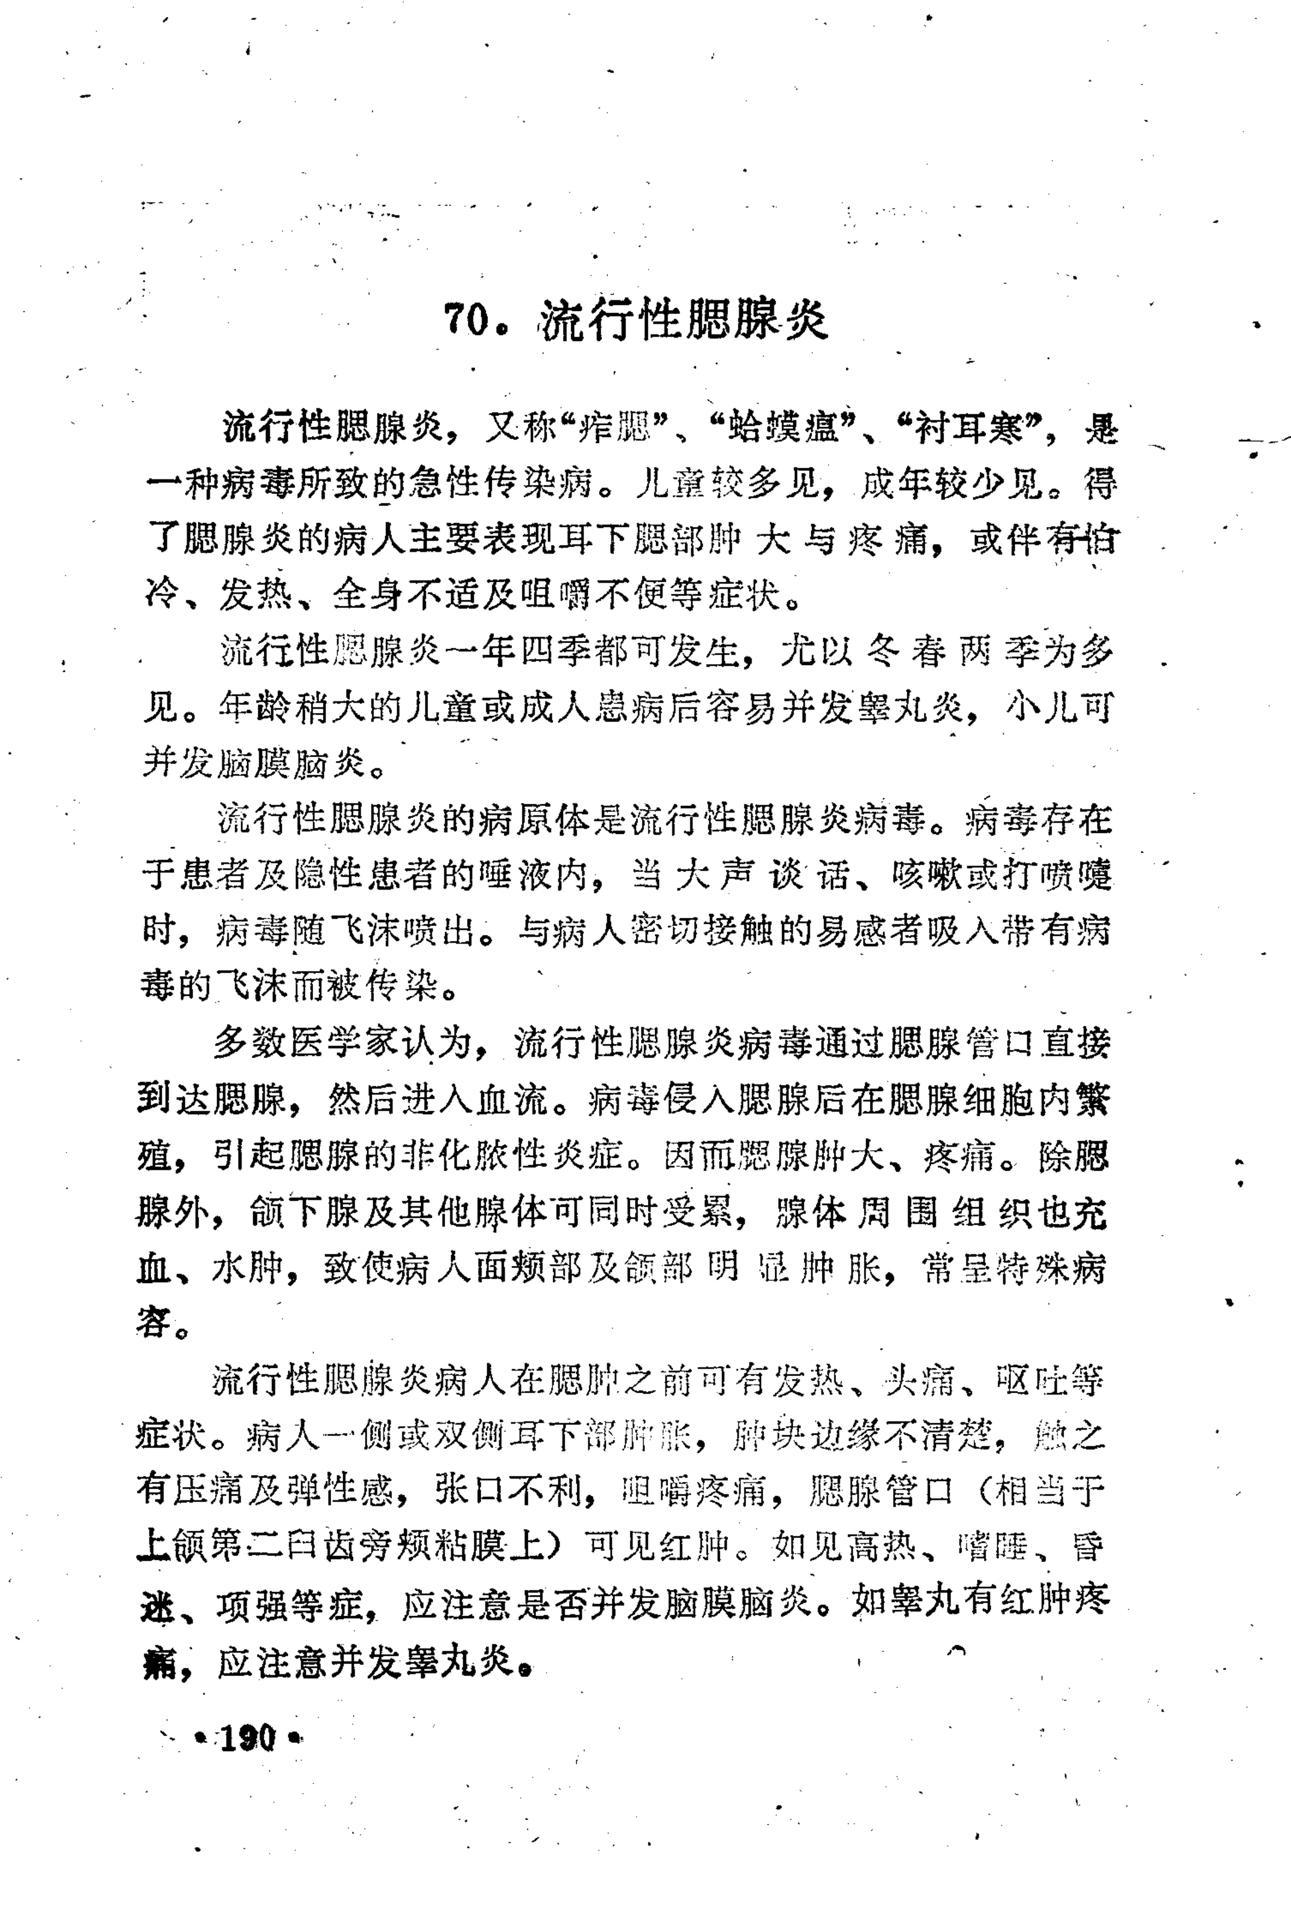 70。流行性腮腺炎
流行性腮腺炎，又称“痄腮”、“蛤蟆瘟”、“衬耳寒”，是
一种病毒所致的急性传染病。儿童较多见，成年较少见。得
了腮腺炎的病人主要表现耳下腮部肿大与疼痛，或伴有怕
冷、发热、全身不适及咀嚼不便等症状。
流行性腮腺炎一年四季都可发生，尤以冬春两季为多
见。年龄稍大的儿童或成人患病后容易并发睾丸炎，小儿可
并发脑膜脑炎。
流行性腮腺炎的病原体是流行性腮腺炎病毒。病毒存在
于患者及隐性患者的唾液内，当大声谈话、咳嗽或打喷嚏
时，病毒随飞沫喷出。与病人密切接触的易感者吸入带有病
毒的飞沫而被传染。
多数医学家认为，流行性腮腺炎病毒通过腮腺管口直接
到达腮腺，然后进入血流。病毒侵入腮腺后在腮腺细胞内繁
殖，引起腮腺的非化脓性炎症。因而腮腺肿大、疼痛。除腮
腺外，颌下腺及其他腺体可同时受累，腺体周围组织也充
血、水肿，致使病人面颊部及颌部明显肿胀，常呈特殊病
容。
流行性腮腺炎病人在腮肿之前可有发热、头痛、呕吐等
症状。病人一侧或双侧耳下部肿胀，肿块边缘不清楚，触之
有压痛及弹性感，张口不利，咀嚼疼痛，腮腺管口（相当于
上颌第二臼齿旁颊粘膜上）可见红肿。如见高热、嗜睡、昏
迷、项强等症，应注意是否并发脑膜脑炎。如睾丸有红肿疼
痛，应注意并发睾丸炎。
•190•